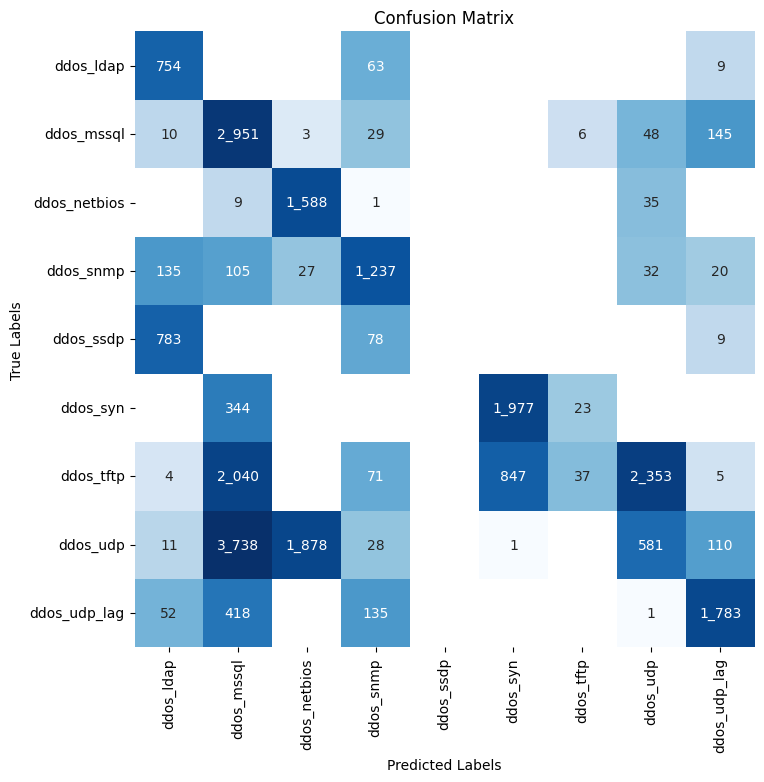 Confusion Matrix
True Labels
ddos_ldap 754 63 9
ddos_mssql 10 2_951 3 29 6 48 145
ddos_netbios 9 1_588 1 35
ddos_snmp 135 105 27 1_237 32 20
ddos_ssdp 783 78 9
ddos_syn 344 1_977 23
ddos_tftp 4 2_040 71 847 37 2_353 5
ddos_udp 11 3_738 1_878 28 1 581 110
ddos_udp_lag 52 418 135 1 1_783
ddos_ldap ddos_mssql ddos_netbios ddos_snmp ddos_ssdp ddos_syn ddos_tftp ddos_udp ddos_udp_lag
Predicted Labels